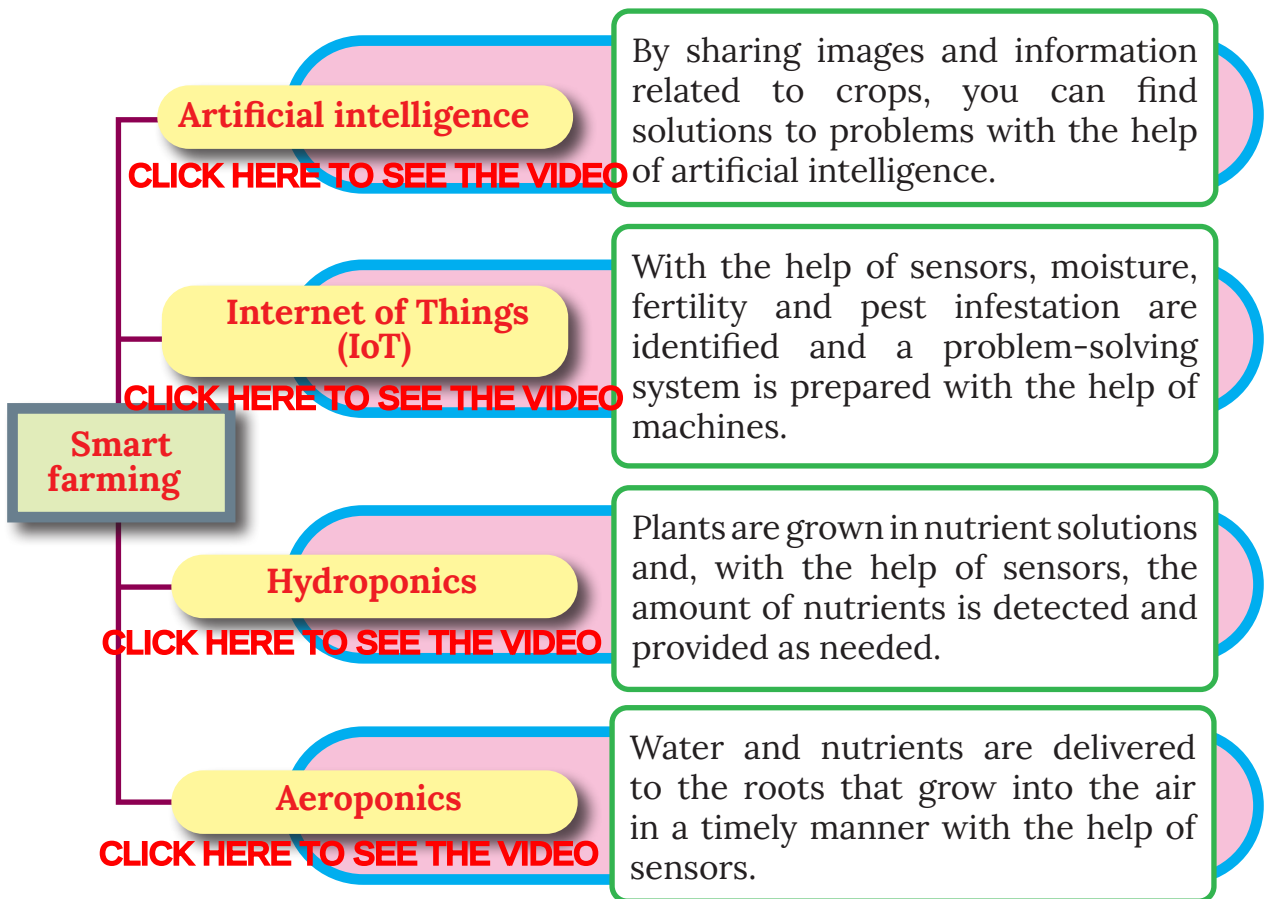 Artificial intelligence
CLICK HERE TO SEE THE VIDEO
By sharing images and information
related to crops, you can find
solutions to problems with the help
of artificial intelligence.
Internet of Things
(IoT)
CLICK HERE TO SEE THE VIDEO
With the help of sensors, moisture,
fertility and pest infestation are
identified and a problem-solving
system is prepared with the help of
machines.
Smart
farming
Hydroponics
CLICK HERE TO SEE THE VIDEO
Plants are grown in nutrient solutions
and, with the help of sensors, the
amount of nutrients is detected and
provided as needed.
Aeroponics
CLICK HERE TO SEE THE VIDEO
Water and nutrients are delivered
to the roots that grow into the air
in a timely manner with the help of
sensors.